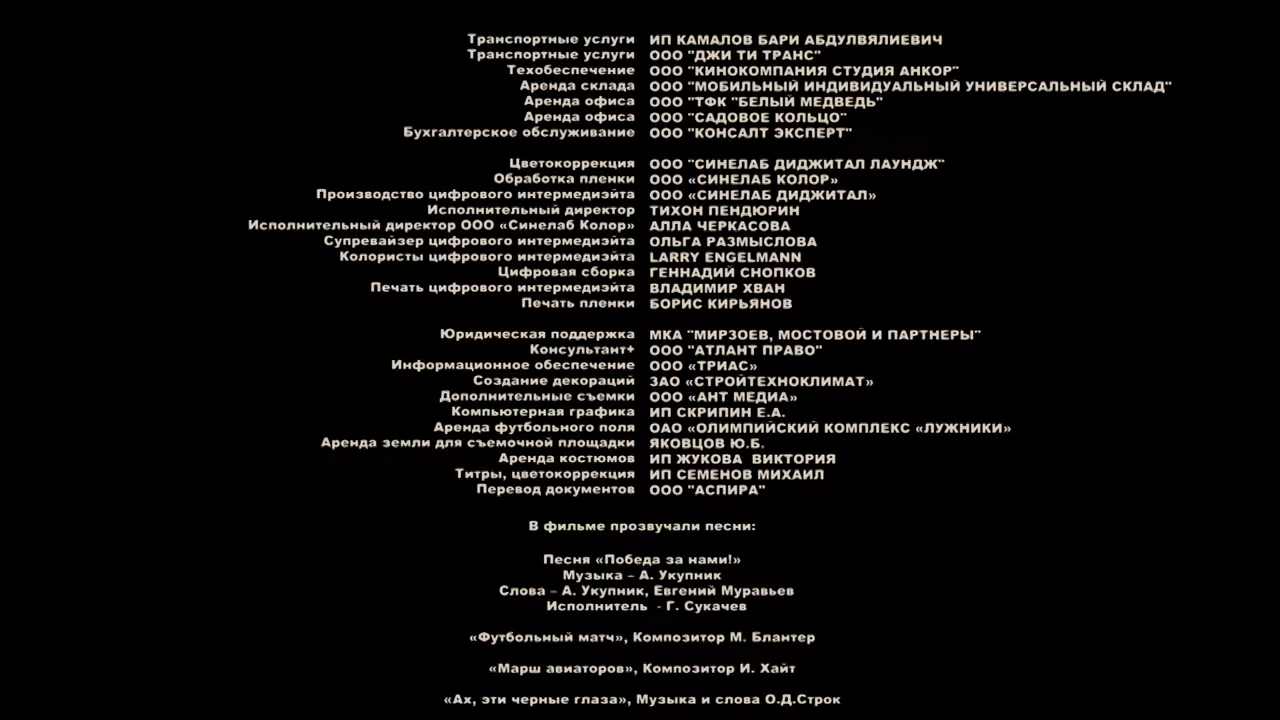 Транспортные услуги ИП КАМАЛОВ БАРИ АБДУЛВЯЛИЕВИЧ
Транспортные услуги ООО "ДЖИ ТИ ТРАНС"
Техобеспечение ООО "КИНОКОМПАНИЯ СТУДИЯ АНКОР"
Аренда склада ООО "МОБИЛЬНЫЙ ИНДИВИДУАЛЬНЫЙ УНИВЕРСАЛЬНЫЙ СКЛАД"
Аренда офиса ООО "ТФК "БЕЛЫЙ МЕДВЕДЬ"
Аренда офиса ООО "САДОВОЕ КОЛЬЦО"
Бухгалтерское обслуживание ООО "КОНСАЛТ ЭКСПЕРТ"
Цветокоррекция ООО "СИНЕЛАБ ДИДЖИТАЛ ЛАУНДЖ"
Обработка пленки ООО «СИНЕЛАБ КОЛОР»
Производство цифрового интермедиэйта ООО «СИНЕЛАБ ДИДЖИТАЛ»
Исполнительный директор ТИХОН ПЕНДЮРИН
Исполнительный директор ООО «Синелаб Колор» АЛЛА ЧЕРКАСОВА
Супревайзер цифрового интермедиэйта ОЛЬГА РАЗМЫСЛОВА
Колористы цифрового интермедиэйта LARRY ENGELMANN
Цифровая сборка ГЕННАДИЙ СНОПКОВ
Печать цифрового интермедиэйта ВЛАДИМИР ХВАН
Печать пленки БОРИС КИРЬЯНОВ
Юридическая поддержка МКА "МИРЗОЕВ, МОСТОВОЙ И ПАРТНЕРЫ"
Консультант+ ООО "АТЛАНТ ПРАВО"
Информационное обеспечение ООО «ТРИАС»
Создание декораций ЗАО «СТРОЙТЕХНОКЛИМАТ»
Дополнительные съемки ООО «АНТ МЕДИА»
Компьютерная графика ИП СКРИПИН Е.А.
Аренда футбольного поля ОАО «ОЛИМПИЙСКИЙ КОМПЛЕКС «ЛУЖНИКИ»
Аренда земли для съемочной площадки ЯКОВЦОВ Ю.Б.
Аренда костюмов ИП ЖУКОВА ВИКТОРИЯ
Титры, цветокоррекция ИП СЕМЕНОВ МИХАИЛ
Перевод документов ООО "АСПИРА"
В фильме прозвучали песни:
Песня «Победа за нами!»
Музыка – А. Укупник
Слова – А. Укупник, Евгений Муравьев
Исполнитель - Г. Сукачев
«Футбольный матч», Композитор М. Блантер
«Марш авиаторов», Композитор И. Хайт
«Ах, эти черные глаза», Музыка и слова О.Д.Строк